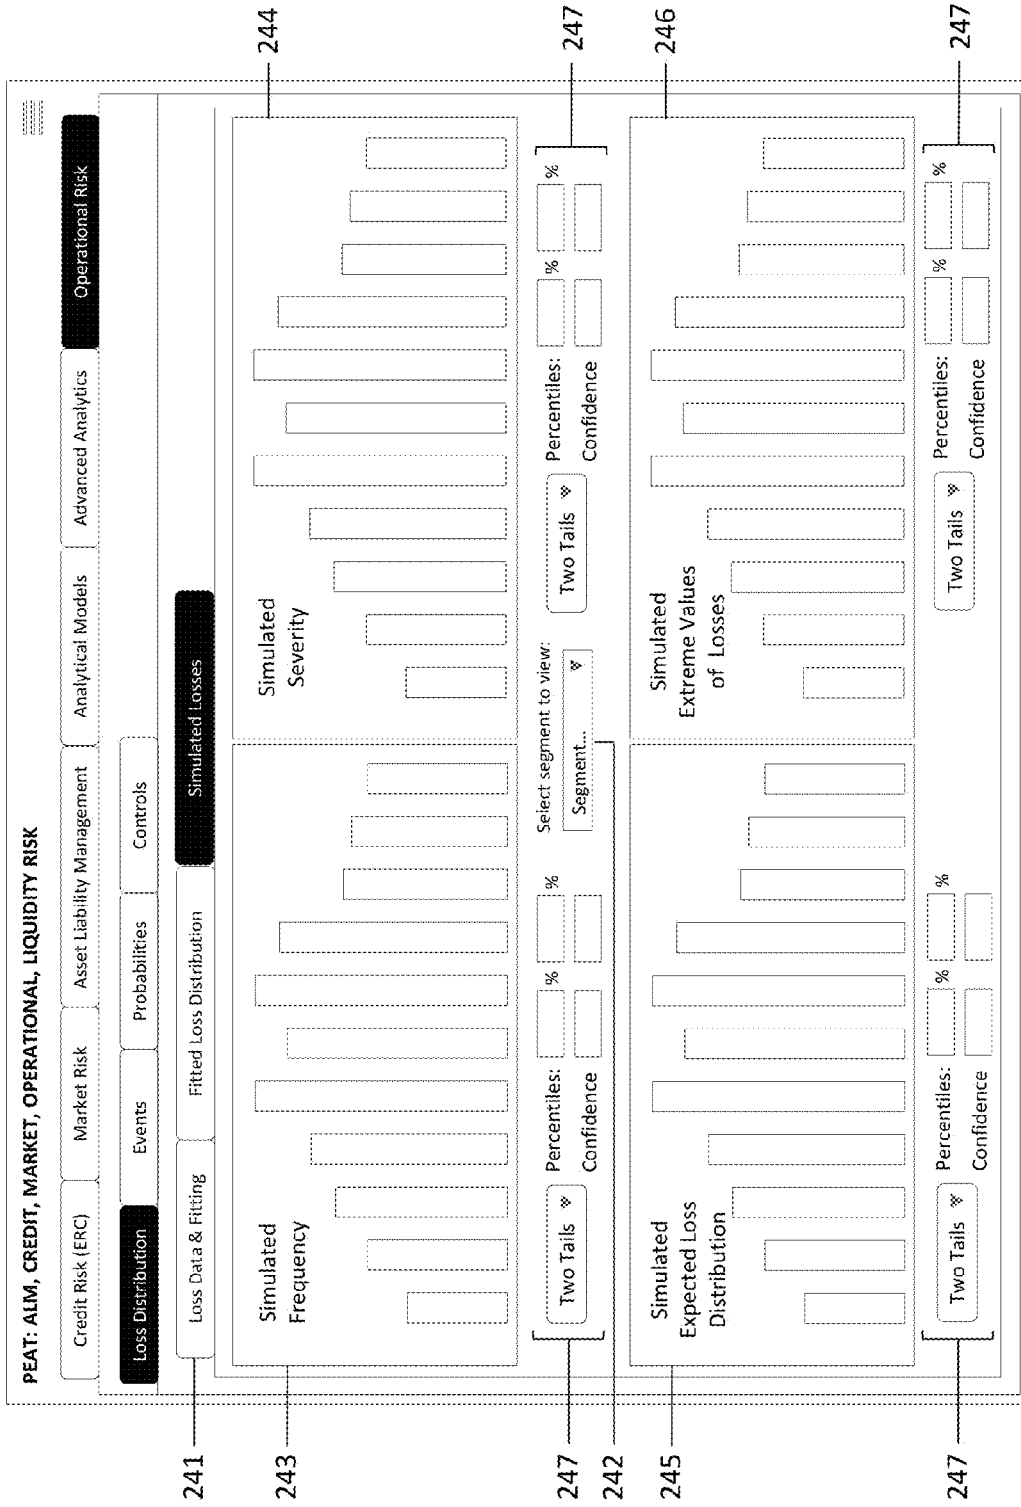 PEAT: ALM, CREDIT, MARKET, OPERATIONAL, LIQUIDITY RISK
Credit Risk (ERC) Market Risk Asset Liability Management Analytical Models Advanced Analytics Operational Risk
Loss Distribution Events Probabilities Controls
241 Loss Data & Fitting Fitted Loss Distribution Simulated Losses
243 Simulated
Frequency
Simulated
Severity 244
247 Two Tails Percentiles: % %
Confidence
242 Select segment to view:
Segment...
Two Tails Percentiles: % % 247
Confidence
245 Simulated
Expected Loss
Distribution
Simulated
Extreme Values
of Losses 246
247 Two Tails Percentiles: % %
Confidence
Two Tails Percentiles: % % 247
Confidence